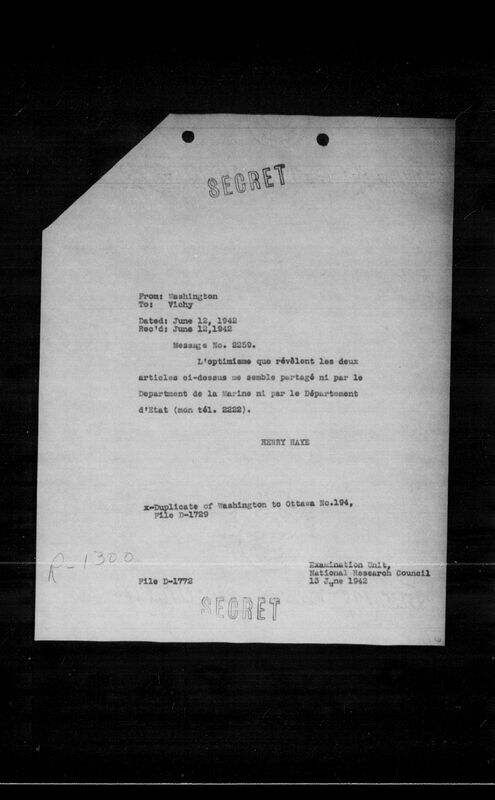 SECRET
From: Washington
To: Vichy
Dated: June 12, 1942
Rec'd: June 12,1942
Message No. 2259.
L'optimisme que révèlent les deux
articles ci-dessus me semble partagé ni par le
Department de la Marine ni par le Département
d'Etat (mon tél. 2222).
HENRY HAYE
x-Duplicate of Washington to Ottawa No.194,
File D-1729
R-1300
Examination Unit,
National Research Council
File D-1772
13 June 1942
SECRET